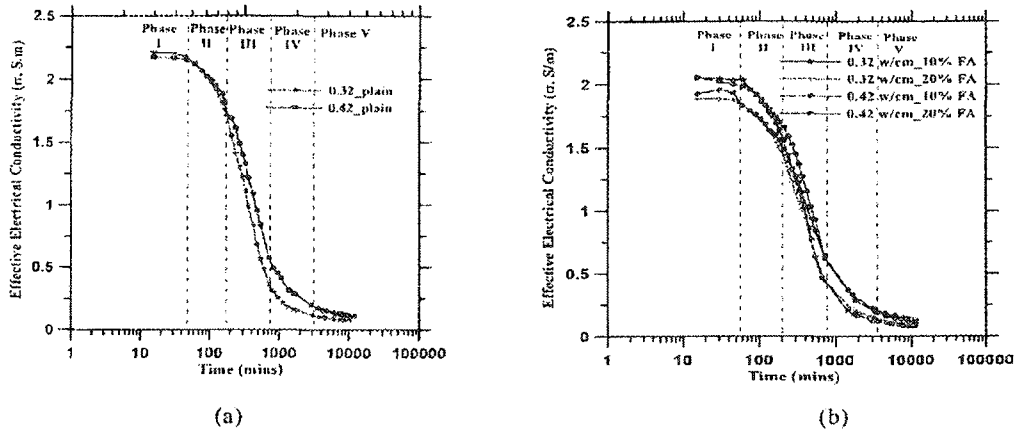 2.5
2
1.5
1
0.5
0
Effective Electrical Conductivity (σ, S.m)
Phase I
Phase II
Phase III
Phase IV
Phase V
0.32_plain
0.42_plain
1 10 100 1000 10000 100000
Time (mins)
(a)
2.5
2
1.5
1
0.5
0
Effective Electrical Conductivity (σ, S/m)
Phase I
Phase II
Phase III
Phase IV
Phase V
0.32 w/cm_10% FA
0.32 w/cm_20% FA
0.42 w/cm_10% FA
0.42 w/cm_20% FA
1 10 100 1000 10000 100000
Time (mins)
(b)